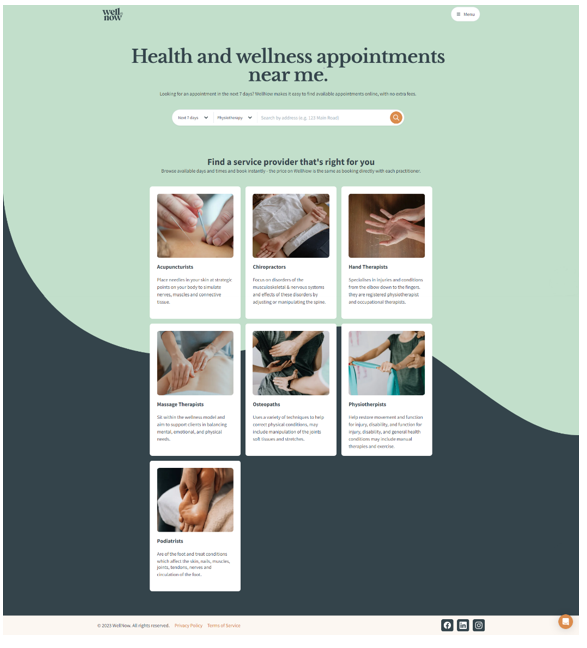 well
now
Menu
Health and wellness appointments
near me.
Looking for an appointment in the next 7 days? WellNow makes it easy to find available appointments online, with no extra fees.
Next 7 days Physiotherapy Search by address (e.g. 123 Main Road)
Find a service provider that's right for you
Browse available days and times and book instantly - the price on WellNow is the same as booking directly with each practitioner.
Acupuncturists
Place needles in your skin at strategic
points on your body to stimulate
nerves, muscles and connective
tissue.
Chiropractors
Focus on disorders of the
musculoskeletal & nervous systems
and effects of these disorders by
adjusting or manipulating the spine.
Hand Therapists
Specialises in injuries and conditions
from the elbow down to the fingers,
they are registered physiotherapist
and occupational therapists.
Massage Therapists
Sit within the wellness model and
aim to support clients in balancing
mental, emotional, and physical
needs.
Osteopaths
Uses a variety of techniques to help
correct physical conditions, may
include manipulation of the joints
soft tissues and stretches.
Physiotherpists
Help restore movement and function
for injury, disability, and function for
injury, disability, and general health
conditions may include manual
therapies and exercise.
Podiatrists
Are of the foot and treat conditions
which affect the skin, nails, muscles,
joints, tendons, nerves and
circulation of the foot.
© 2023 WellNow. All rights reserved. Privacy Policy Terms of Service